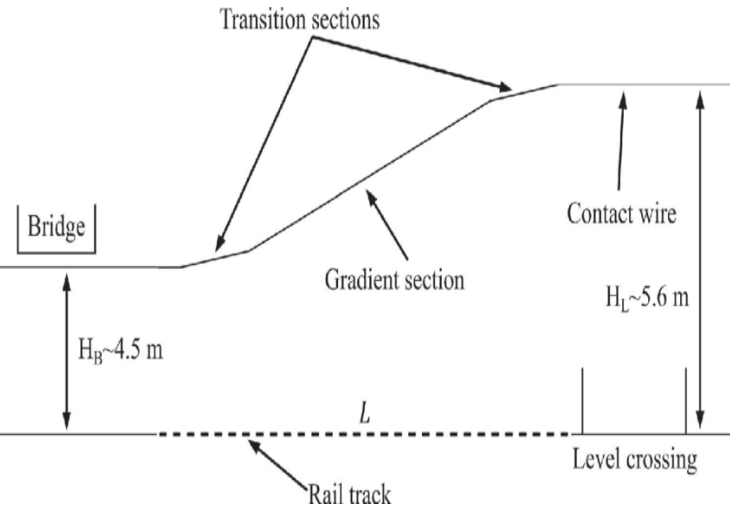 Transition sections
Bridge
Contact wire
Gradient section
H_L~5.6 m
H_B~4.5 m
L
Level crossing
Rail track